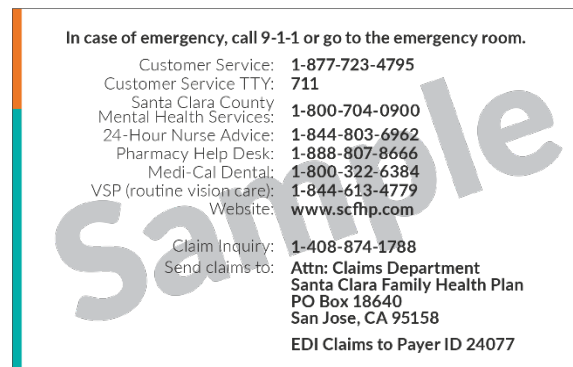 In case of emergency, call 9-1-1 or go to the emergency room.
Customer Service: 1-877-723-4795
Customer Service TTY: 711
Santa Clara County
Mental Health Services: 1-800-704-0900
24-Hour Nurse Advice: 1-844-803-6962
Pharmacy Help Desk: 1-888-807-8666
Medi-Cal Dental: 1-800-322-6384
VSP (routine vision care): 1-844-613-4779
Website: www.scfhp.com
Sample
Claim Inquiry: 1-408-874-1788
Send claims to: Attn: Claims Department
Santa Clara Family Health Plan
PO Box 18640
San Jose, CA 95158
EDI Claims to Payer ID 24077